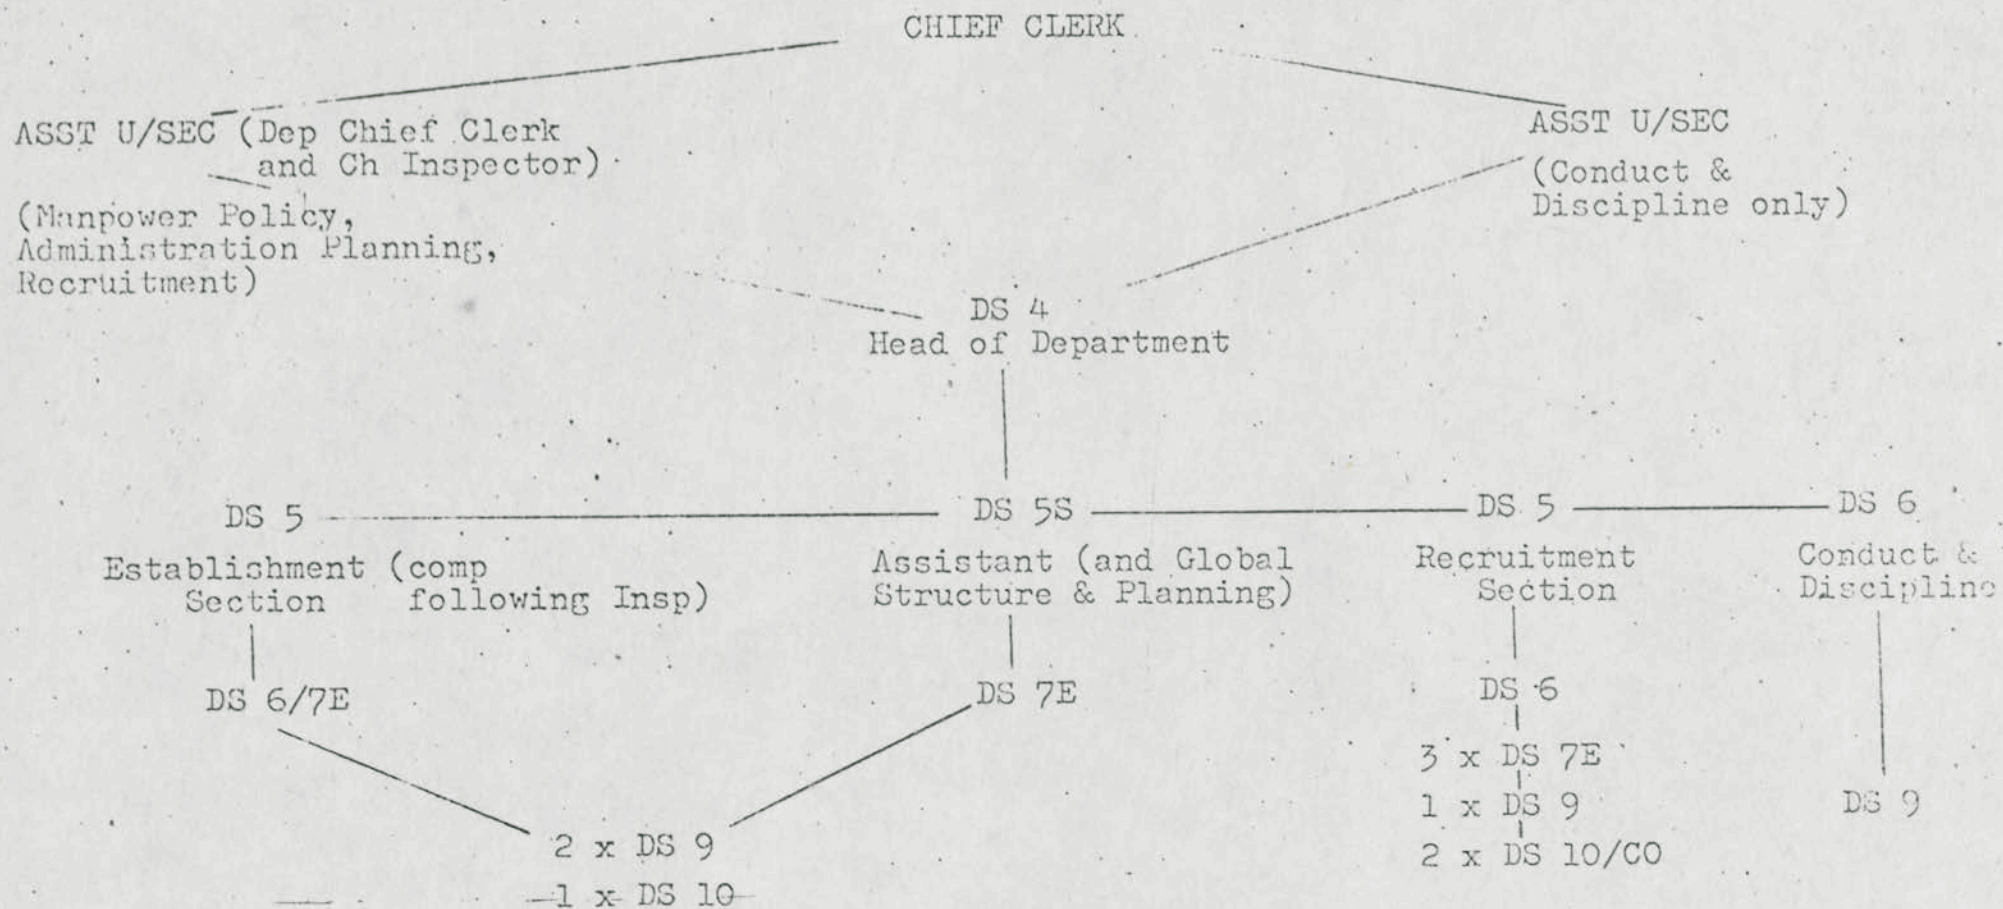 CHIEF CLERK
ASST U/SEC (Dep Chief Clerk
and Ch Inspector)
(Manpower Policy,
Administration Planning,
Recruitment)
ASST U/SEC
(Conduct &
Discipline only)
DS 4
Head of Department
DS 5
Establishment (comp
Section following Insp)
DS 6/7E
DS 5S
Assistant (and Global
Structure & Planning)
DS 7E
2 x DS 9
1 x DS 10
DS 5
Recruitment
Section
DS 6
3 x DS 7E
1 x DS 9
2 x DS 10/CO
DS 6
Conduct &
Discipline
DS 9